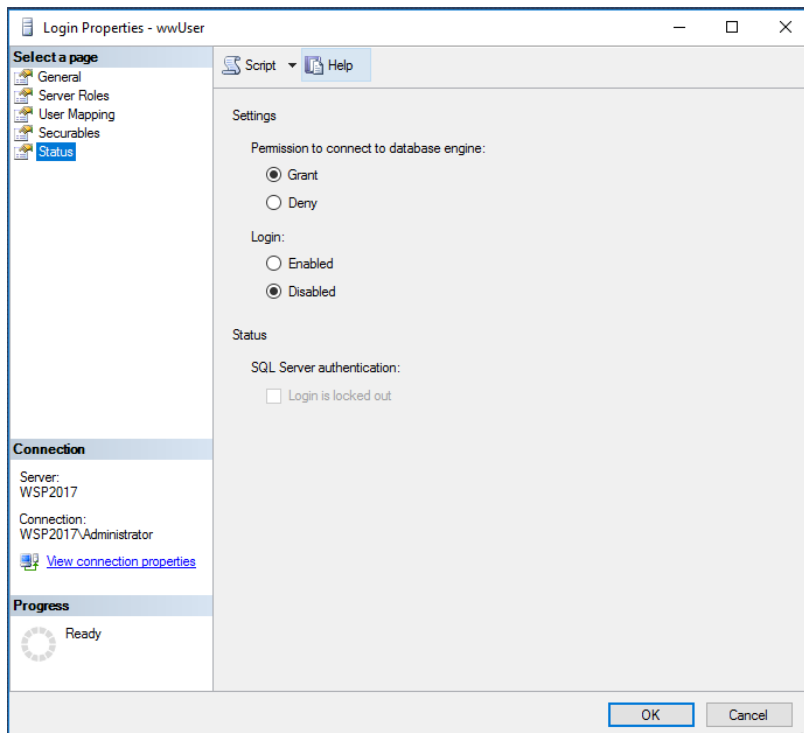 Login Properties - wwUser
Select a page
General
Server Roles
User Mapping
Securables
Status
Script
Help
Settings
Permission to connect to database engine:
Grant
Deny
Login:
Enabled
Disabled
Status
SQL Server authentication:
Login is locked out
Connection
Server:
WSP2017
Connection:
WSP2017\Administrator
View connection properties
Progress
Ready
OK
Cancel